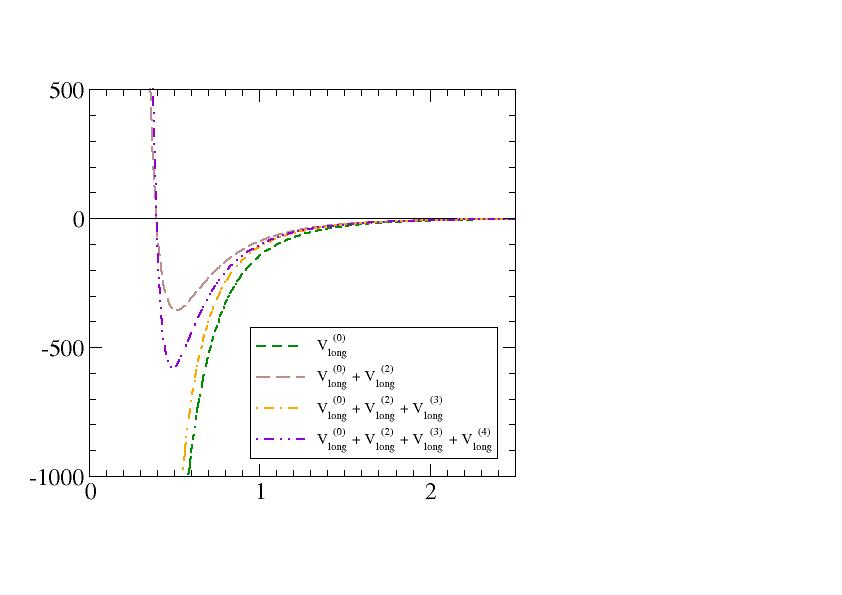 500
0
-500
-1000
0 1 2
V_long^(0)
V_long^(0) + V_long^(2)
V_long^(0) + V_long^(2) + V_long^(3)
V_long^(0) + V_long^(2) + V_long^(3) + V_long^(4)